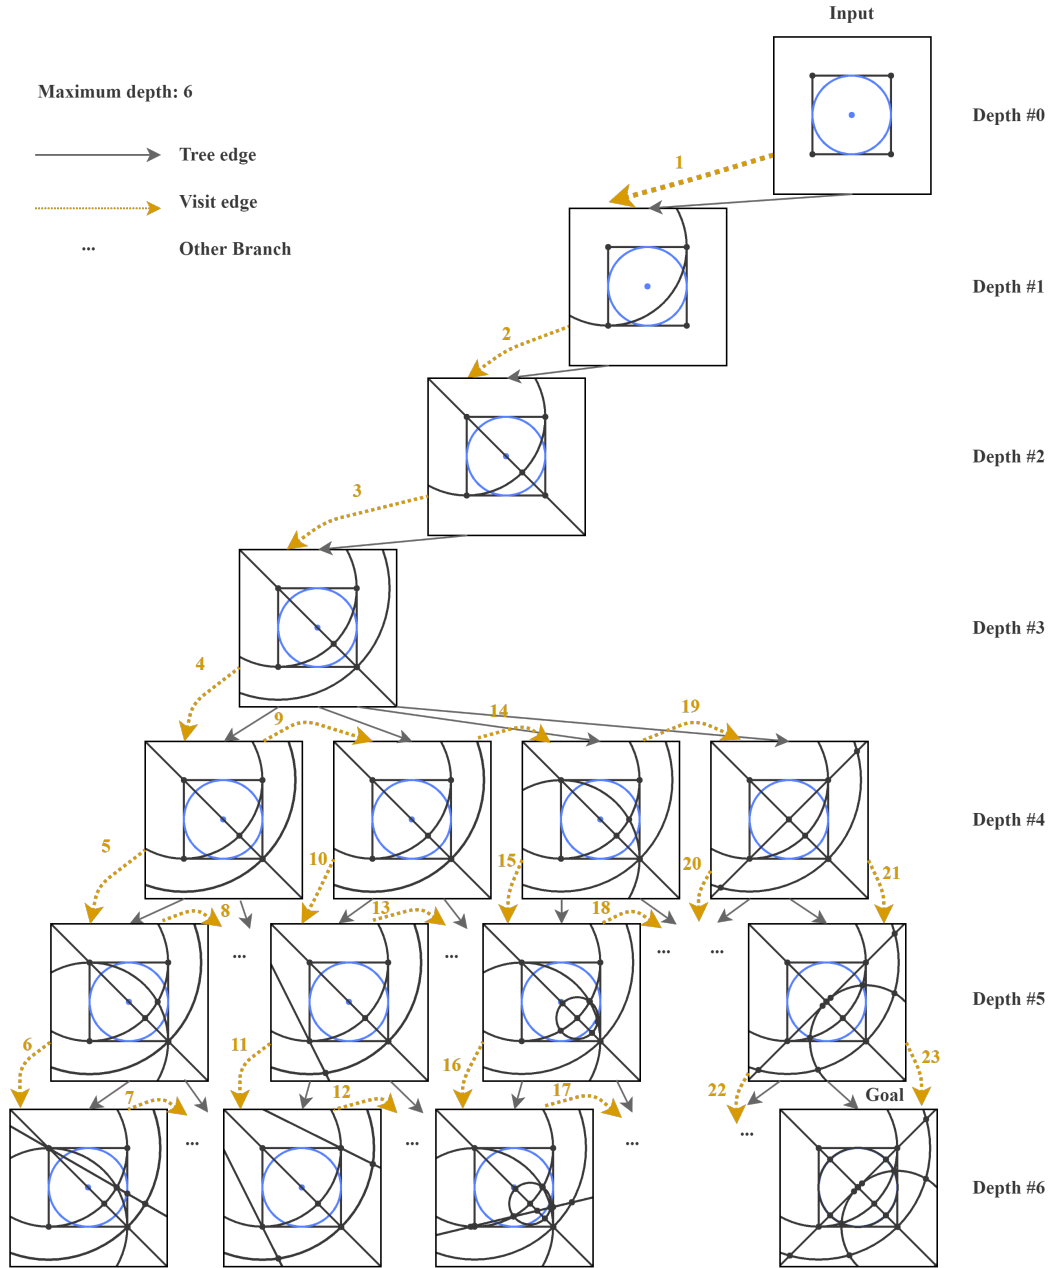 Input
Maximum depth: 6
Depth #0
Tree edge
1
Visit edge
... Other Branch
Depth #1
2
Depth #2
3
Depth #3
4
9
14
19
Depth #4
5
10
15
20
21
8
13
18
...
...
...
...
Depth #5
6
11
16
22
23
7
12
17
Goal
...
...
...
...
Depth #6